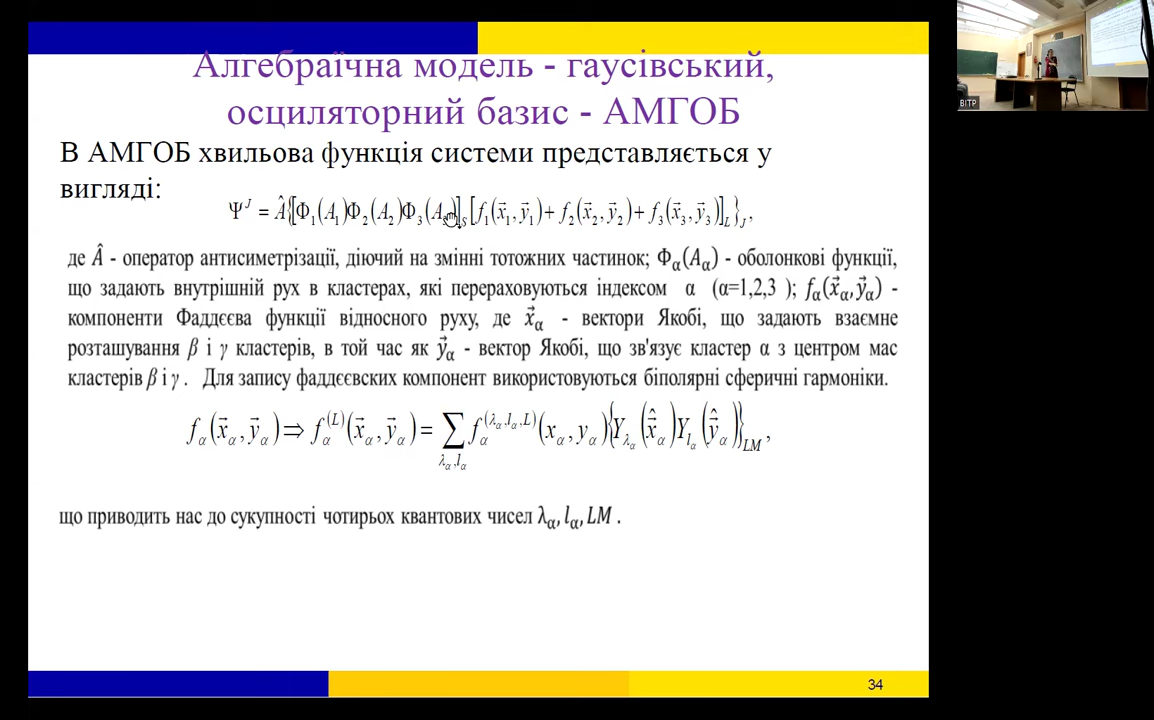 Алгебраїчна модель - гаусівський,
осциляторний базис - АМГОБ
В АМГОБ хвильова функція системи представляється у
вигляді:
Ψ^J = Â{[Φ₁(A₁)Φ₂(A₂)Φ₃(A₃)]_S [f₁(x⃗₁, y⃗₁) + f₂(x⃗₂, y⃗₂) + f₃(x⃗₃, y⃗₃)]_L}_J,
де Â - оператор антисиметрізації, діючий на змінні тотожних частинок; Φ_α(A_α) - оболонкові функції,
що задають внутрішній рух в кластерах, які перераховуються індексом α (α=1,2,3 ); f_α(x⃗_α, y⃗_α) -
компоненти Фаддєєва функції відносного руху, де x⃗_α - вектори Якобі, що задають взаємне
розташування β і γ кластерів, в той час як y⃗_α - вектор Якобі, що зв'язує кластер α з центром мас
кластерів β і γ . Для запису фаддєєвских компонент використовуються біполярні сферичні гармоніки.
f_α(x⃗_α, y⃗_α) ⇒ f_α^(L)(x⃗_α, y⃗_α) = ∑_{λ_α, l_α} f_α^(λ_α, l_α, L)(x_α, y_α){Y_{λ_α}(x⃗̂_α)Y_{l_α}(y⃗̂_α)}_LM,
що приводить нас до сукупності чотирьох квантових чисел λ_α, l_α, LM .
34
ВІТР